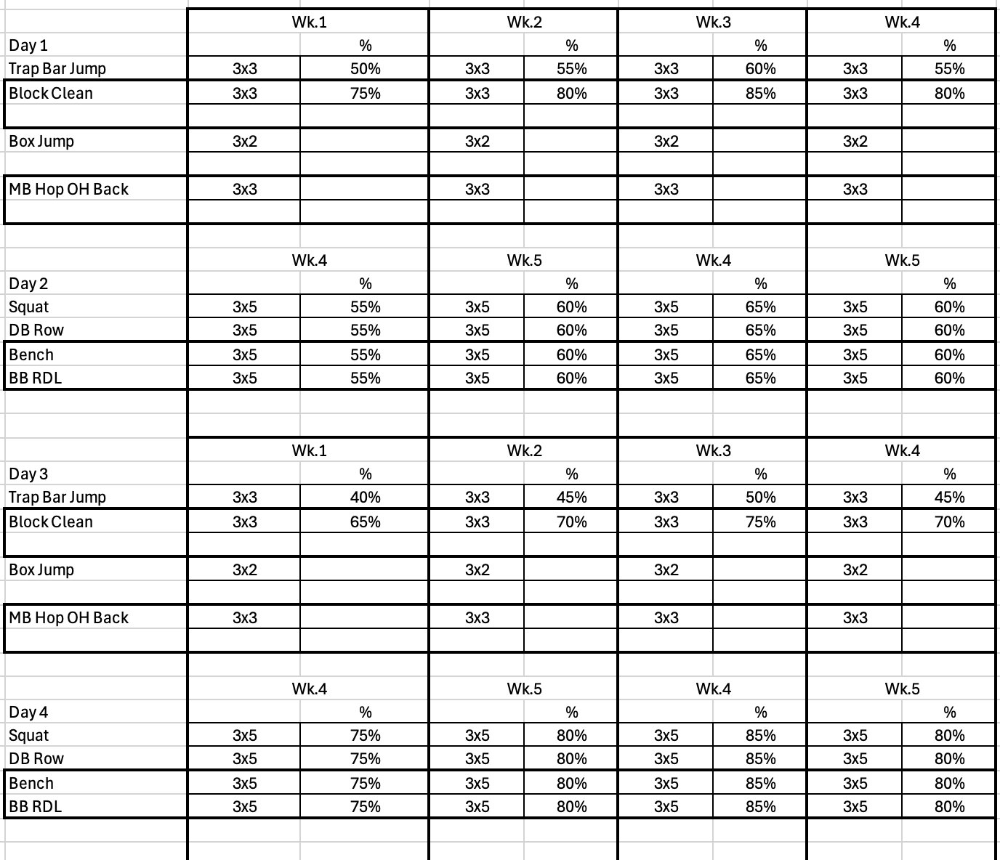 Wk.1 Wk.2 Wk.3 Wk.4
Day 1 % % % %
Trap Bar Jump 3x3 50% 3x3 55% 3x3 60% 3x3 55%
Block Clean 3x3 75% 3x3 80% 3x3 85% 3x3 80%
Box Jump 3x2 3x2 3x2 3x2
MB Hop OH Back 3x3 3x3 3x3 3x3
Wk.4 Wk.5 Wk.4 Wk.5
Day 2 % % % %
Squat 3x5 55% 3x5 60% 3x5 65% 3x5 60%
DB Row 3x5 55% 3x5 60% 3x5 65% 3x5 60%
Bench 3x5 55% 3x5 60% 3x5 65% 3x5 60%
BB RDL 3x5 55% 3x5 60% 3x5 65% 3x5 60%
Wk.1 Wk.2 Wk.3 Wk.4
Day 3 % % % %
Trap Bar Jump 3x3 40% 3x3 45% 3x3 50% 3x3 45%
Block Clean 3x3 65% 3x3 70% 3x3 75% 3x3 70%
Box Jump 3x2 3x2 3x2 3x2
MB Hop OH Back 3x3 3x3 3x3 3x3
Wk.4 Wk.5 Wk.4 Wk.5
Day 4 % % % %
Squat 3x5 75% 3x5 80% 3x5 85% 3x5 80%
DB Row 3x5 75% 3x5 80% 3x5 85% 3x5 80%
Bench 3x5 75% 3x5 80% 3x5 85% 3x5 80%
BB RDL 3x5 75% 3x5 80% 3x5 85% 3x5 80%